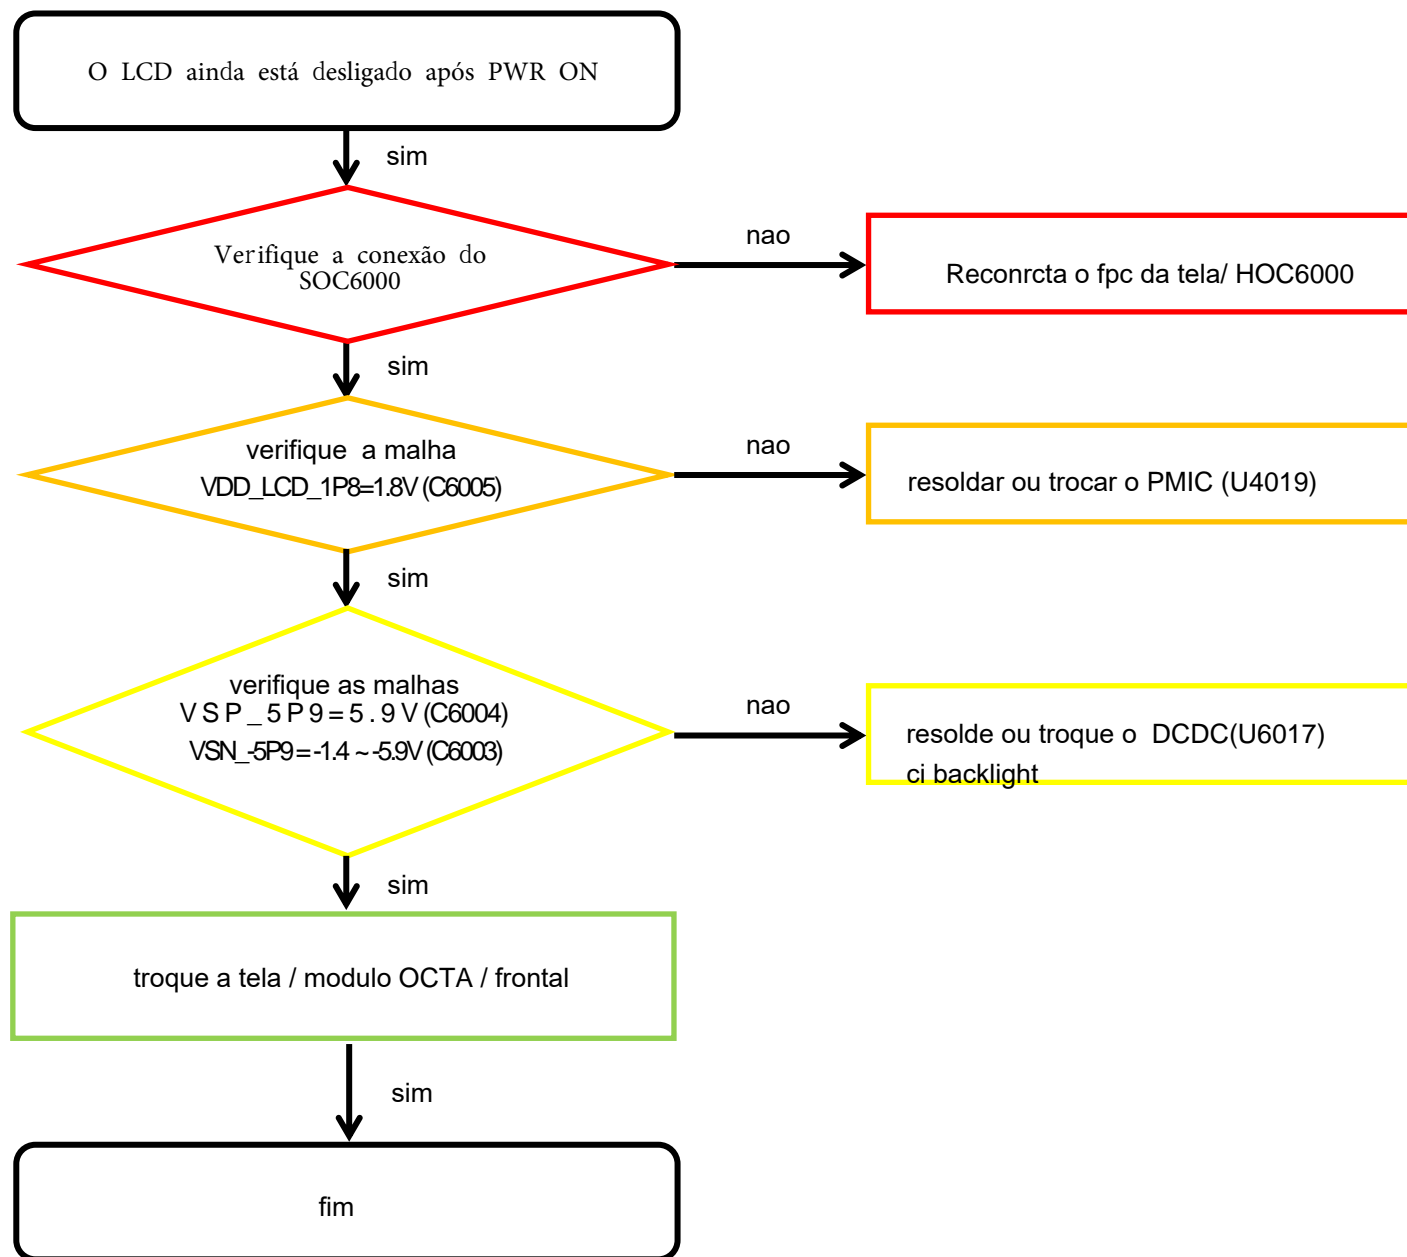 O LCD ainda está desligado após PWR ON
sim
Verifique a conexão do
SOC6000
nao
Reconrcta o fpc da tela/ HOC6000
sim
verifique a malha
VDD_LCD_1P8=1.8V (C6005)
nao
resoldar ou trocar o PMIC (U4019)
sim
verifique as malhas
VSP_5P9=5.9V (C6004)
VSN_-5P9=-1.4 ~ -5.9V (C6003)
nao
resolde ou troque o DCDC(U6017)
ci backlight
sim
troque a tela / modulo OCTA / frontal
sim
fim